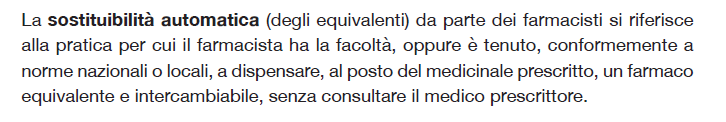 La sostituibilità automatica (degli equivalenti) da parte dei farmacisti si riferisce
alla pratica per cui il farmacista ha la facoltà, oppure è tenuto, conformemente a
norme nazionali o locali, a dispensare, al posto del medicinale prescritto, un farmaco
equivalente e intercambiabile, senza consultare il medico prescrittore.